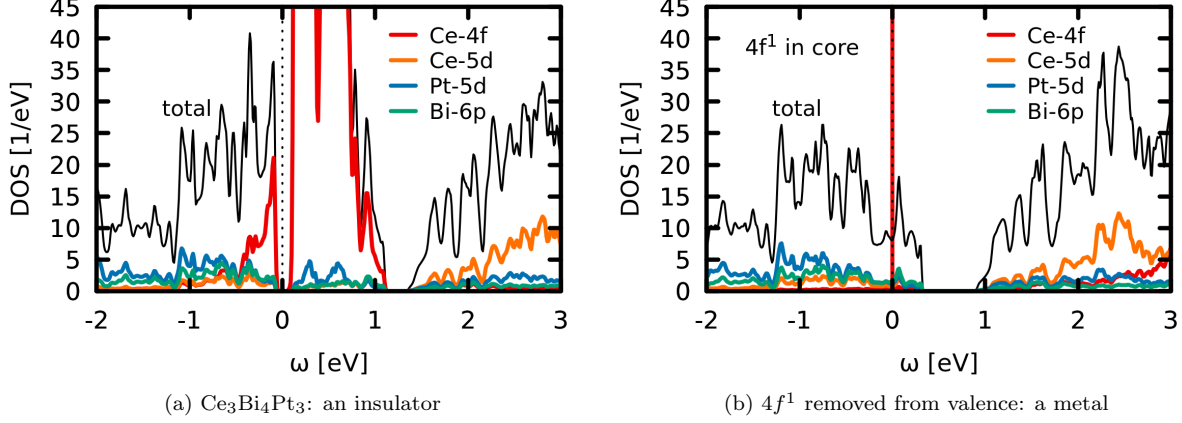 45
40
35
30
25
20
15
10
5
0
DOS [1/eV]
total
Ce-4f
Ce-5d
Pt-5d
Bi-6p
-2 -1 0 1 2 3
ω [eV]
(a) Ce₃Bi₄Pt₃: an insulator
45
40
35
30
25
20
15
10
5
0
DOS [1/eV]
4f¹ in core
total
Ce-4f
Ce-5d
Pt-5d
Bi-6p
-2 -1 0 1 2 3
ω [eV]
(b) 4f¹ removed from valence: a metal